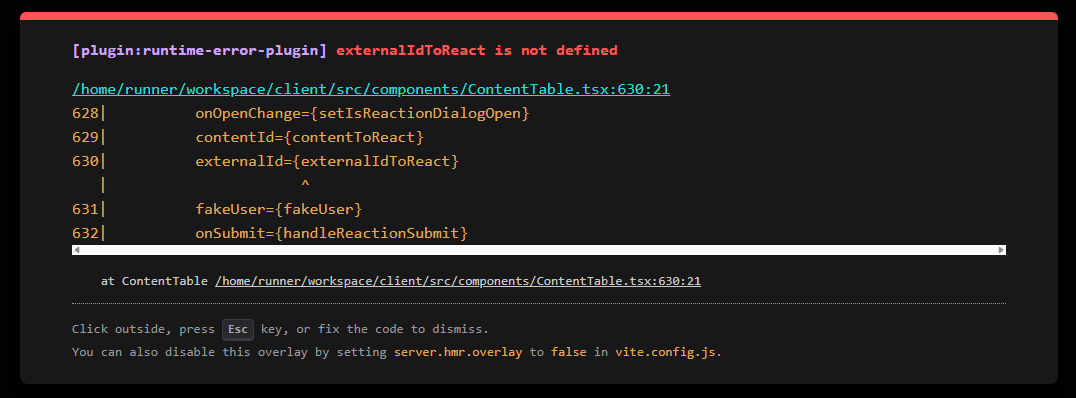 [plugin:runtime-error-plugin] externalIdToReact is not defined
/home/runner/workspace/client/src/components/ContentTable.tsx:630:21
628|          onOpenChange={setIsReactionDialogOpen}
629|          contentId={contentToReact}
630|          externalId={externalIdToReact}
   |                      ^
631|          fakeUser={fakeUser}
632|          onSubmit={handleReactionSubmit}
at ContentTable /home/runner/workspace/client/src/components/ContentTable.tsx:630:21
Click outside, press Esc key, or fix the code to dismiss.
You can also disable this overlay by setting server.hmr.overlay to false in vite.config.js.